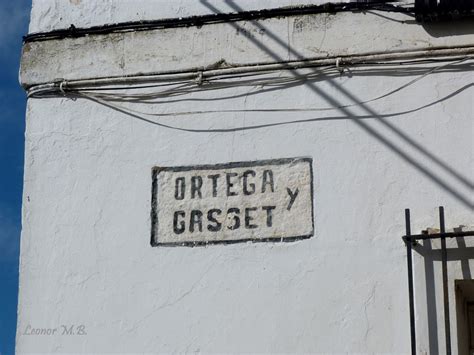 ORTEGA y
GASSET
Leonor M.B.